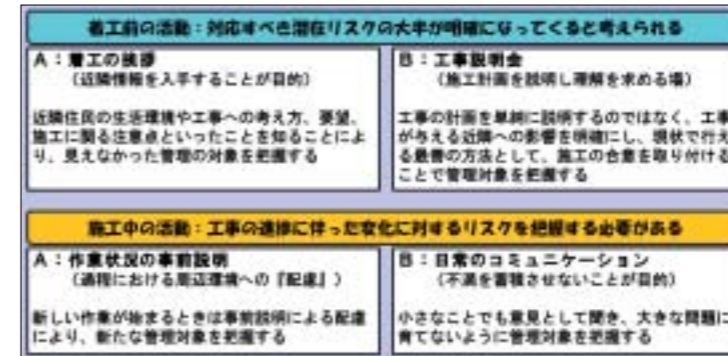 着工前の活動：対応すべき潜在リスクの大半が明確になってくると考えられる
A：着工の挨拶
（近隣情報を入手することが目的）
近隣住民の生活環境や工事への考え方、要望、
施工に関る注意点といったことを知ることによ
り、見えなかった管理の対象を把握する
B：工事説明会
（施工計画を説明し理解を求める場）
工事の計画を単純に説明するのではなく、工事
が与える近隣への影響を明確にし、現状で行え
る最善の方法として、施工の合意を取り付ける
ことで管理対象を把握する
施工中の活動：工事の進捗に伴った変化に対するリスクを把握する必要がある
A：作業状況の事前説明
（過程における周辺環境への『配慮』）
新しい作業が始まるときは事前説明による配慮
により、新たな管理対象を把握する
B：日常のコミュニケーション
（不満を蓄積させないことが目的）
小さなことでも意見として聞き、大きな問題に
育てないように管理対象を把握する